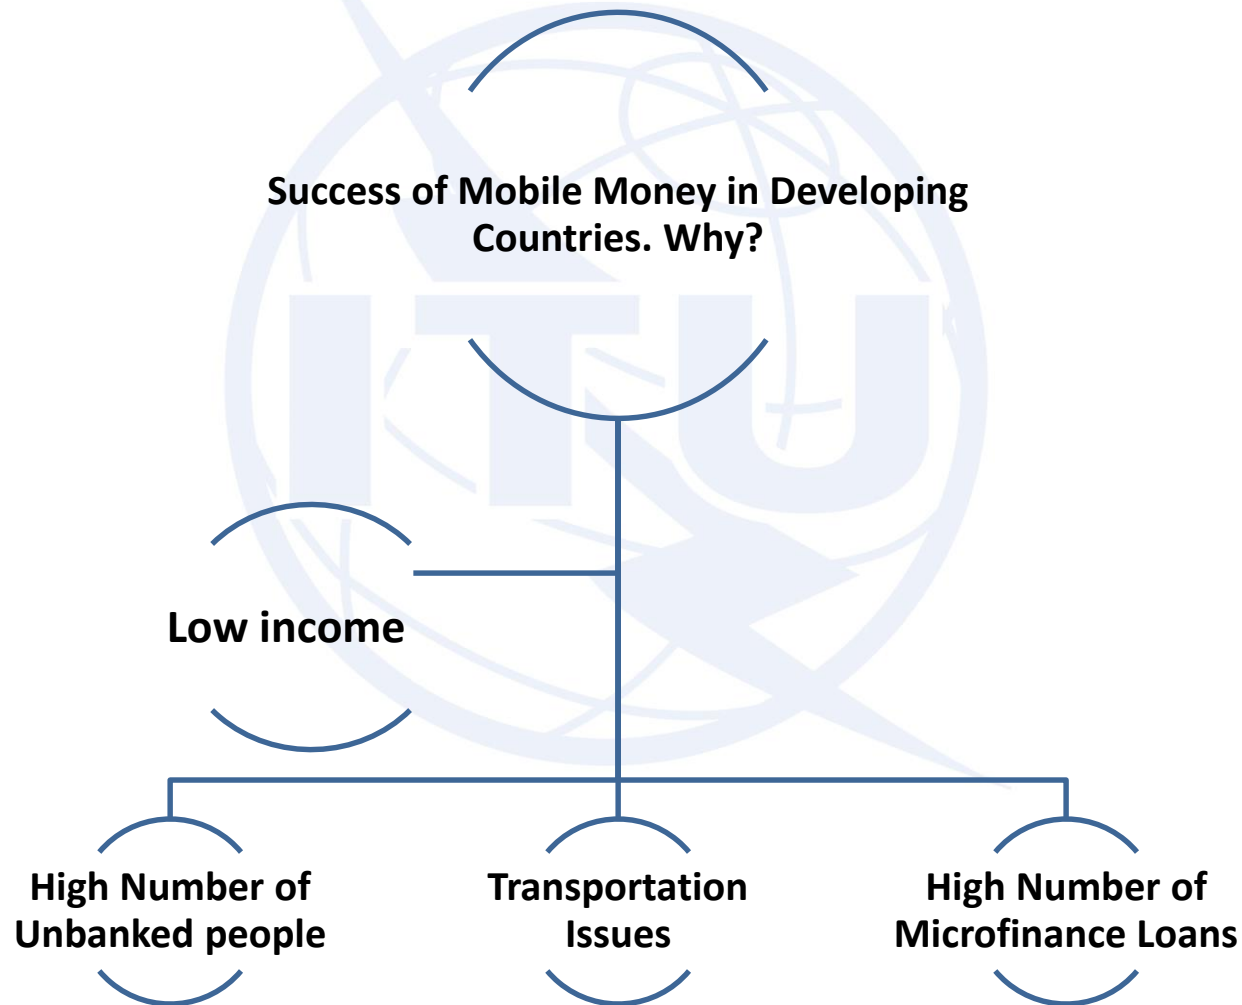 Success of Mobile Money in Developing
Countries. Why?
ITU
Low income
High Number of
Unbanked people
Transportation
Issues
High Number of
Microfinance Loans